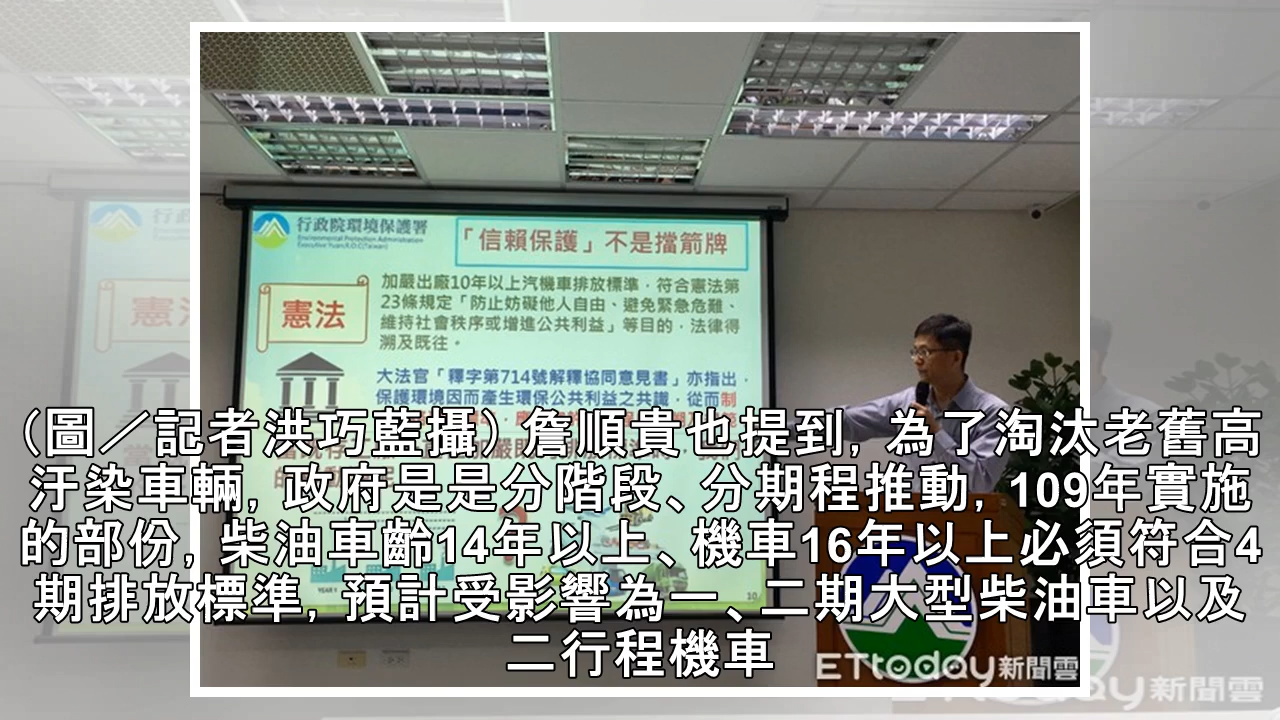 行政院環境保護署
Environmental Protection Administration
Executive Yuan,R.O.C(Taiwan)
「信賴保護」不是擋箭牌
憲法
加嚴出廠10年以上汽機車排放標準，符合憲法第
23條規定「防止妨礙他人自由、避免緊急危難、
維持社會秩序或增進公共利益」等目的，法律得
溯及既往。
大法官「釋字第714號解釋協同意見書」亦指出，
保護環境因而產生環保公共利益之共識，從而制
(圖／記者洪巧藍攝) 詹順貴也提到, 為了淘汰老舊高
汙染車輛, 政府是是分階段、分期程推動, 109年實施
的部份, 柴油車齡14年以上、機車16年以上必須符合4
期排放標準, 預計受影響為一、二期大型柴油車以及
二行程機車
10
ETtoday新聞雲
新聞雲